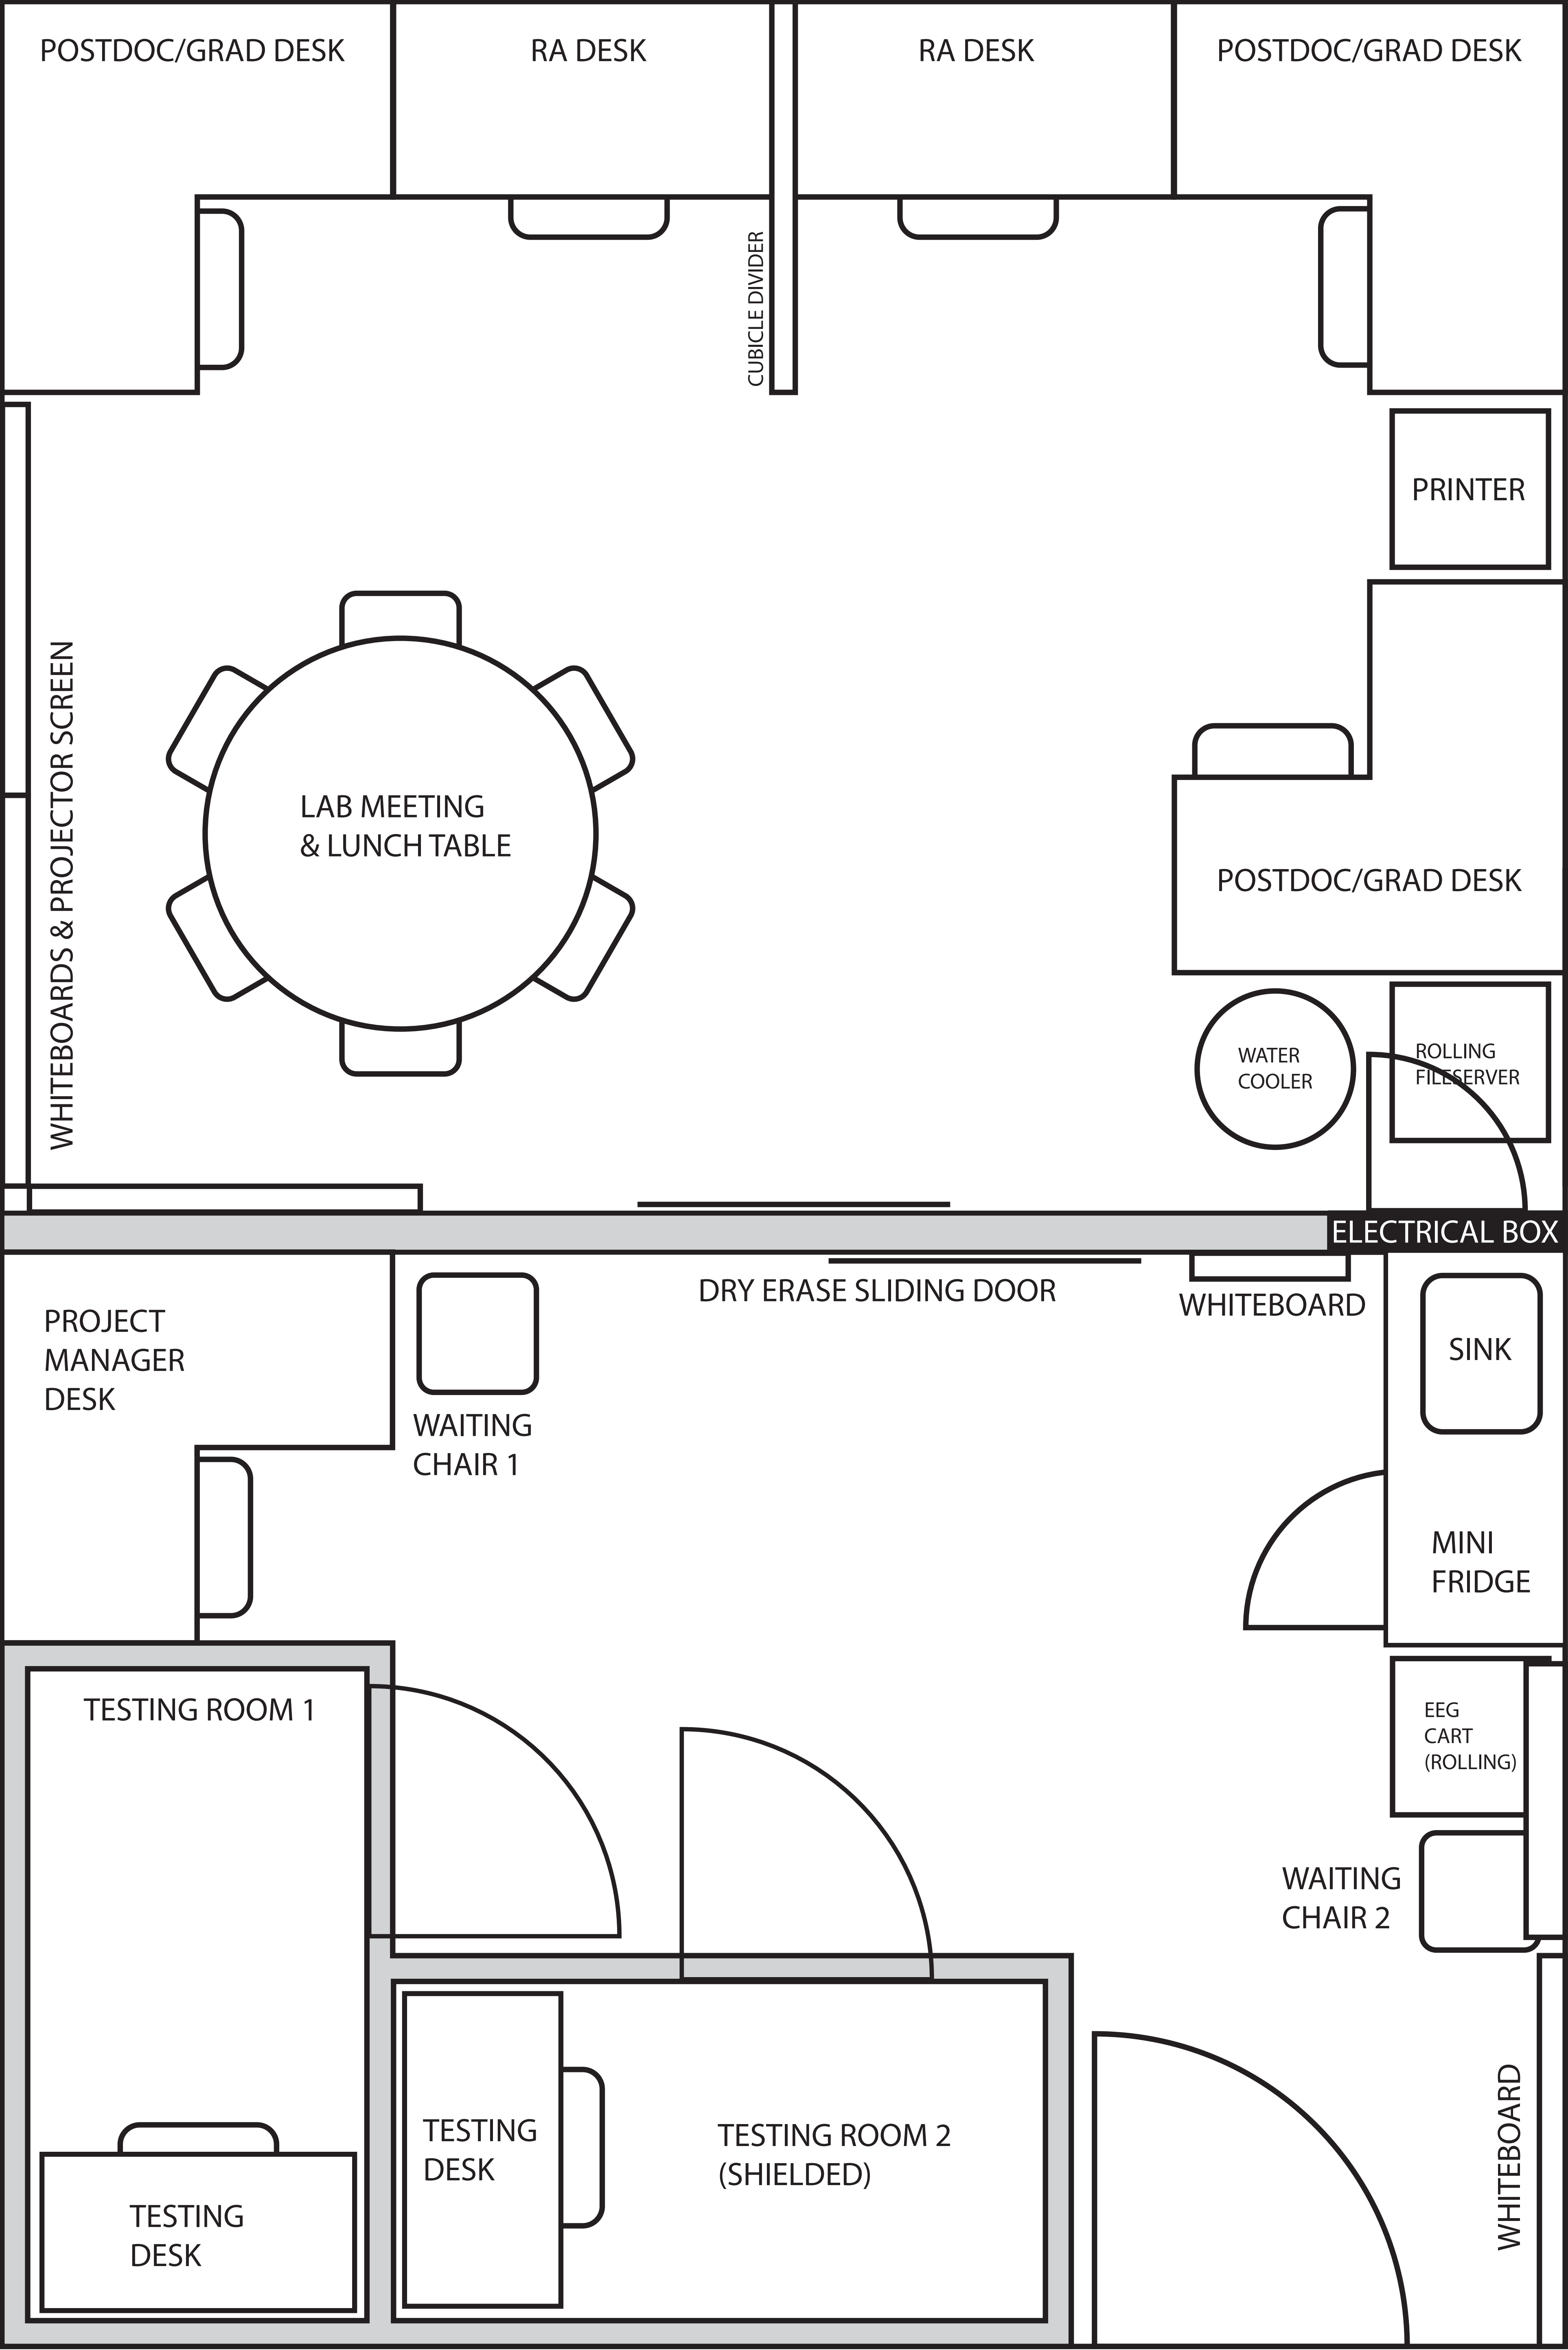 POSTDOC/GRAD DESK
RA DESK
RA DESK
POSTDOC/GRAD DESK
CUBICLE DIVIDER
PRINTER
WHITEBOARDS & PROJECTOR SCREEN
LAB MEETING
& LUNCH TABLE
POSTDOC/GRAD DESK
WATER
COOLER
ROLLING
FILESERVER
ELECTRICAL BOX
PROJECT
MANAGER
DESK
WAITING
CHAIR 1
DRY ERASE SLIDING DOOR
WHITEBOARD
SINK
MINI
FRIDGE
TESTING ROOM 1
EEG
CART
(ROLLING)
WAITING
CHAIR 2
TESTING
DESK
TESTING
DESK
TESTING ROOM 2
(SHIELDED)
WHITEBOARD